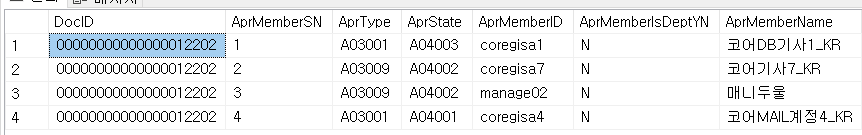 DocID AprMemberSN AprType AprState AprMemberID AprMemberIsDeptYN AprMemberName
1 00000000000000012202 1 A03001 A04003 coregisa1 N 코어DB기사1_KR
2 00000000000000012202 2 A03009 A04002 coregisa7 N 코어기사7_KR
3 00000000000000012202 3 A03009 A04002 manage02 N 매니두울
4 00000000000000012202 4 A03001 A04001 coregisa4 N 코어MAIL계정4_KR